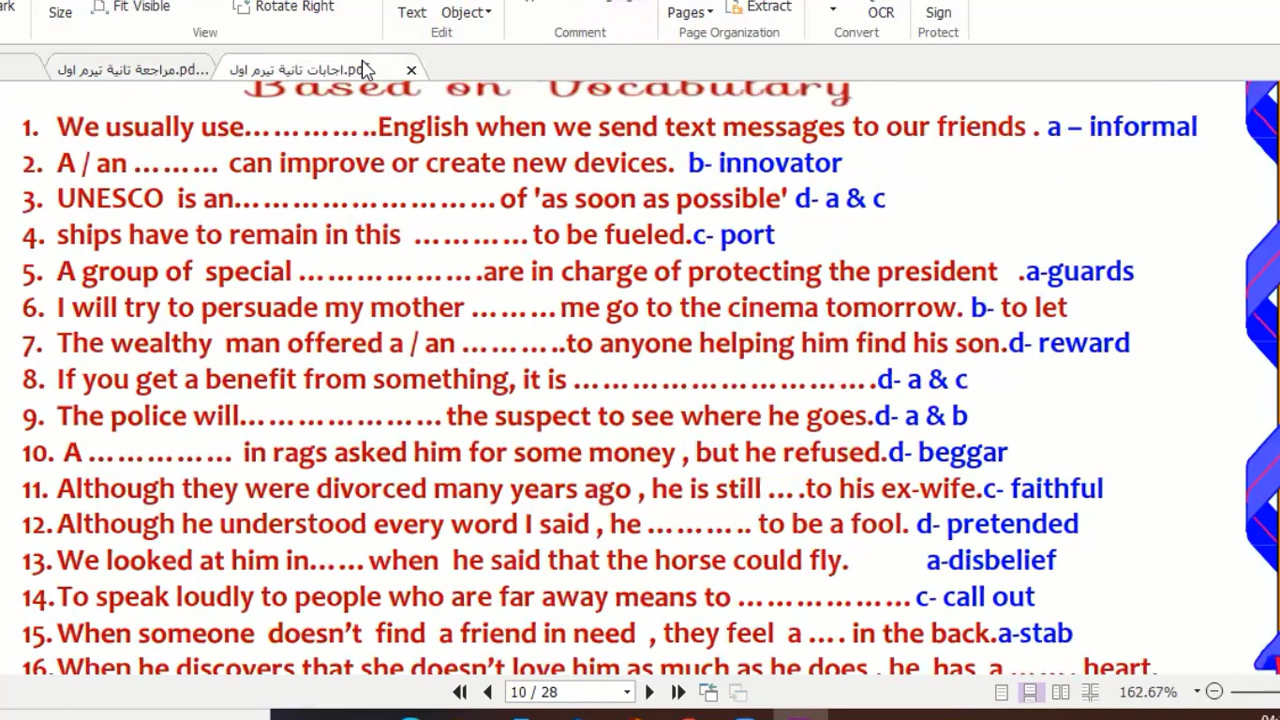 Size
Fit Visible
Rotate Right
View
Text Object
Edit
Comment
Pages
Extract
Page Organization
OCR
Convert
Sign
Protect
مراجعة تانية تيرم اول.pd...
اجابات تانية تيرم اول.pd
Based on Vocabulary
1. We usually use…………..English when we send text messages to our friends . a – informal
2. A / an ……… can improve or create new devices. b- innovator
3. UNESCO is an……………………… of 'as soon as possible' d- a & c
4. ships have to remain in this ………… to be fueled.c- port
5. A group of special ……………….are in charge of protecting the president .a-guards
6. I will try to persuade my mother ………me go to the cinema tomorrow. b- to let
7. The wealthy man offered a / an ………..to anyone helping him find his son.d- reward
8. If you get a benefit from something, it is ………………………….d- a & c
9. The police will………………… the suspect to see where he goes.d- a & b
10. A …………… in rags asked him for some money , but he refused.d- beggar
11. Although they were divorced many years ago , he is still ….to his ex-wife.c- faithful
12. Although he understood every word I said , he ……….. to be a fool. d- pretended
13. We looked at him in…… when he said that the horse could fly. a-disbelief
14. To speak loudly to people who are far away means to ……………… c- call out
15. When someone doesn’t find a friend in need , they feel a …. in the back.a-stab
16. When he discovers that she doesn’t love him as much as he does , he has a ……. heart.
10 / 28
162.67%